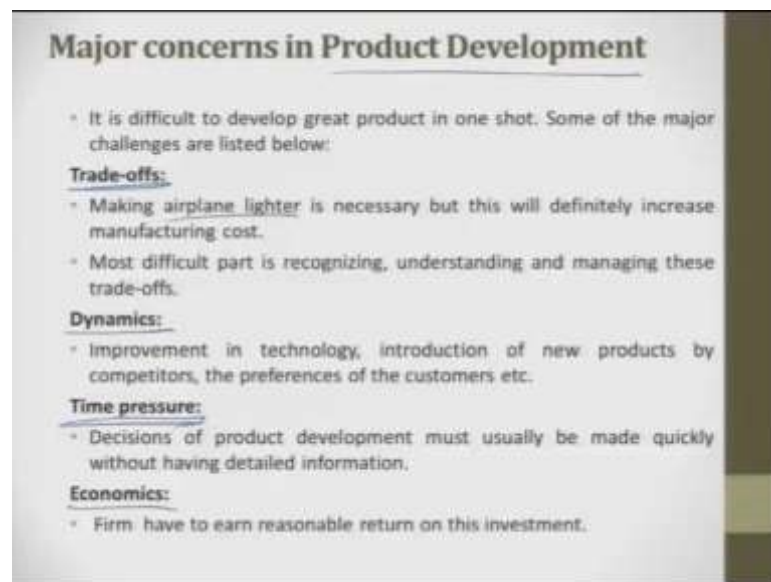 Major concerns in Product Development
• It is difficult to develop great product in one shot. Some of the major
challenges are listed below:
Trade-offs:
• Making airplane lighter is necessary but this will definitely increase
manufacturing cost.
• Most difficult part is recognizing, understanding and managing these
trade-offs.
Dynamics:
• Improvement in technology, introduction of new products by
competitors, the preferences of the customers etc.
Time pressure:
• Decisions of product development must usually be made quickly
without having detailed information.
Economics:
• Firm have to earn reasonable return on this investment.